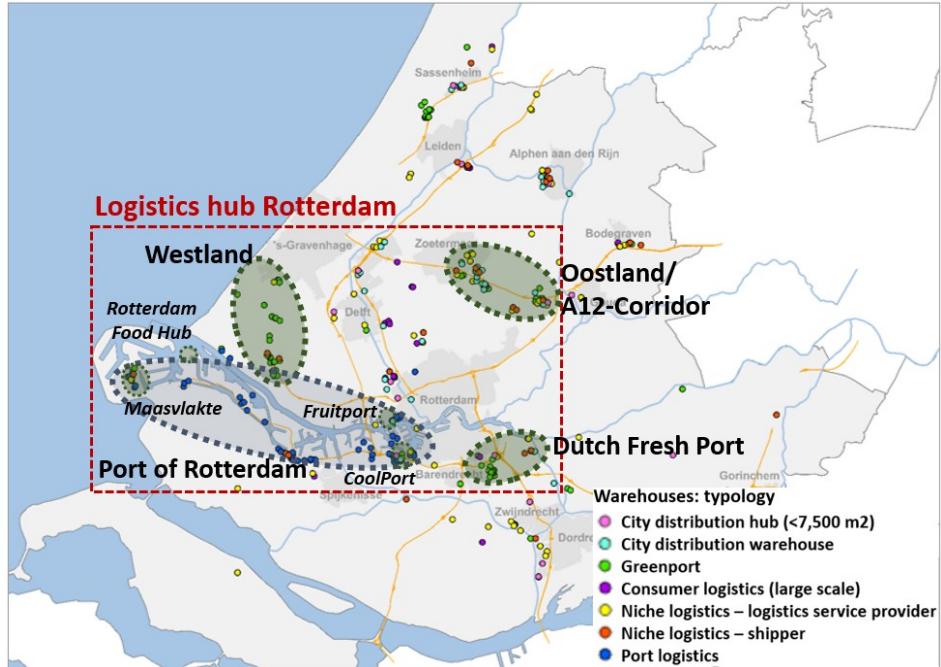 Sassenheim
Leiden
Alphen aan den Rijn
Logistics hub Rotterdam
Bodegraven
Westland
's-Gravenhage
Oostland/
A12-Corridor
Rotterdam
Food Hub
Delft
Maasvlakte
Fruitport
Rotterdam
Dutch Fresh Port
Port of Rotterdam
CoolPort
Barendrecht
Gorinchem
Spijkenisse
Zwijndrecht
Warehouses: typology
City distribution hub (<7,500 m2)
City distribution warehouse
Greenport
Consumer logistics (large scale)
Niche logistics – logistics service provider
Niche logistics – shipper
Port logistics